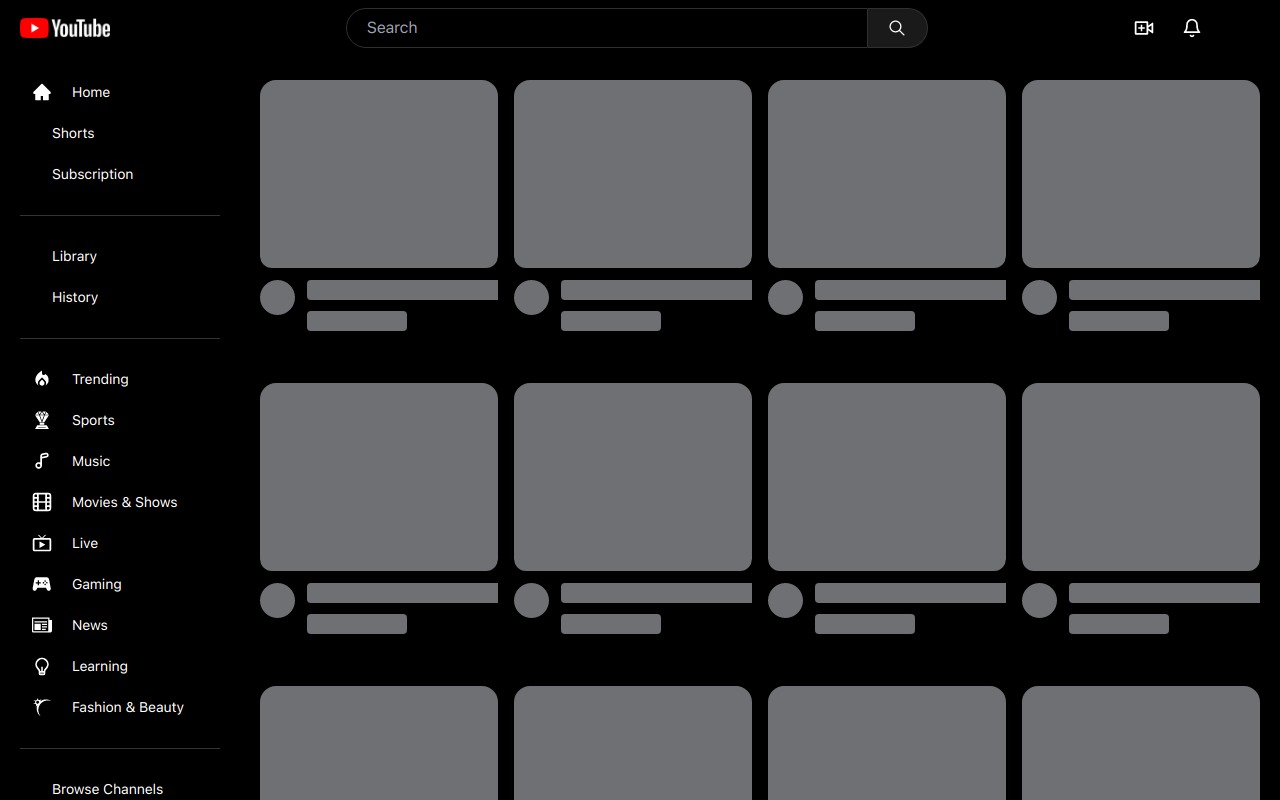 YouTube
Search
Home
Shorts
Subscription
Library
History
Trending
Sports
Music
Movies & Shows
Live
Gaming
News
Learning
Fashion & Beauty
Browse Channels